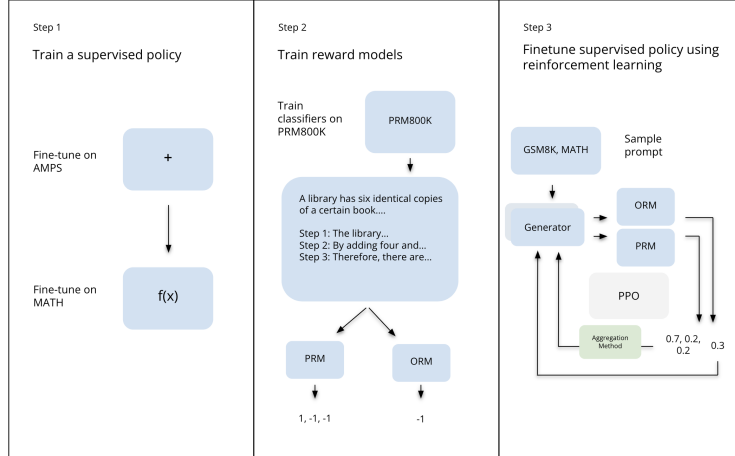 Step 1
Train a supervised policy
Fine-tune on
AMPS
+
Fine-tune on
MATH
f(x)
Step 2
Train reward models
Train
classifiers on
PRM800K
PRM800K
A library has six identical copies
of a certain book....
Step 1: The library...
Step 2: By adding four and...
Step 3: Therefore, there are...
PRM
ORM
1, -1, -1
-1
Step 3
Finetune supervised policy using
reinforcement learning
GSM8K, MATH
Sample
prompt
Generator
ORM
PRM
PPO
Aggregation
Method
0.7, 0.2,
0.2
0.3